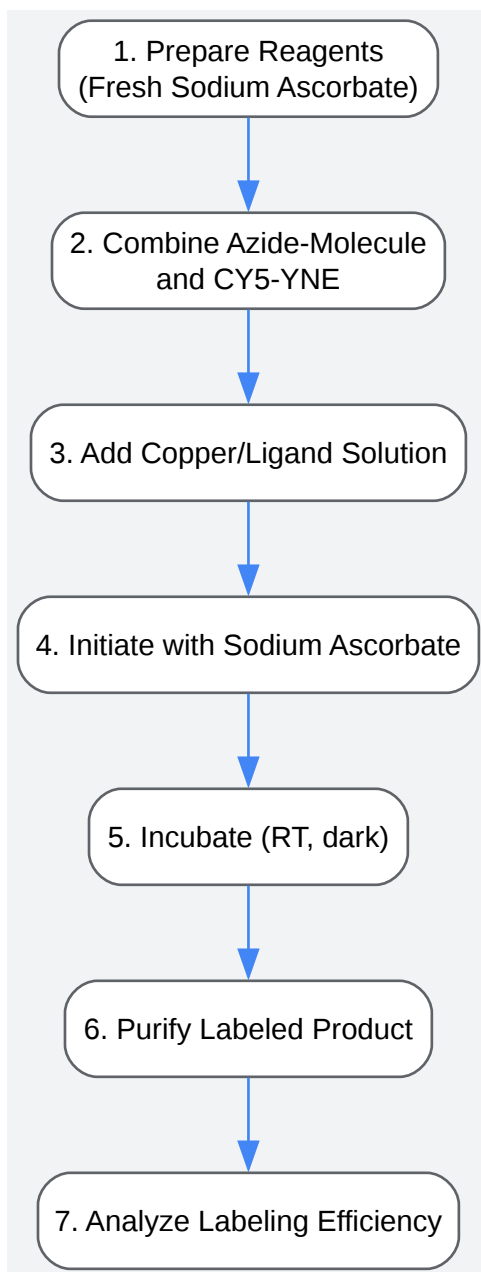 1. Prepare Reagents
(Fresh Sodium Ascorbate)
2. Combine Azide-Molecule
and CY5-YNE
3. Add Copper/Ligand Solution
4. Initiate with Sodium Ascorbate
5. Incubate (RT, dark)
6. Purify Labeled Product
7. Analyze Labeling Efficiency